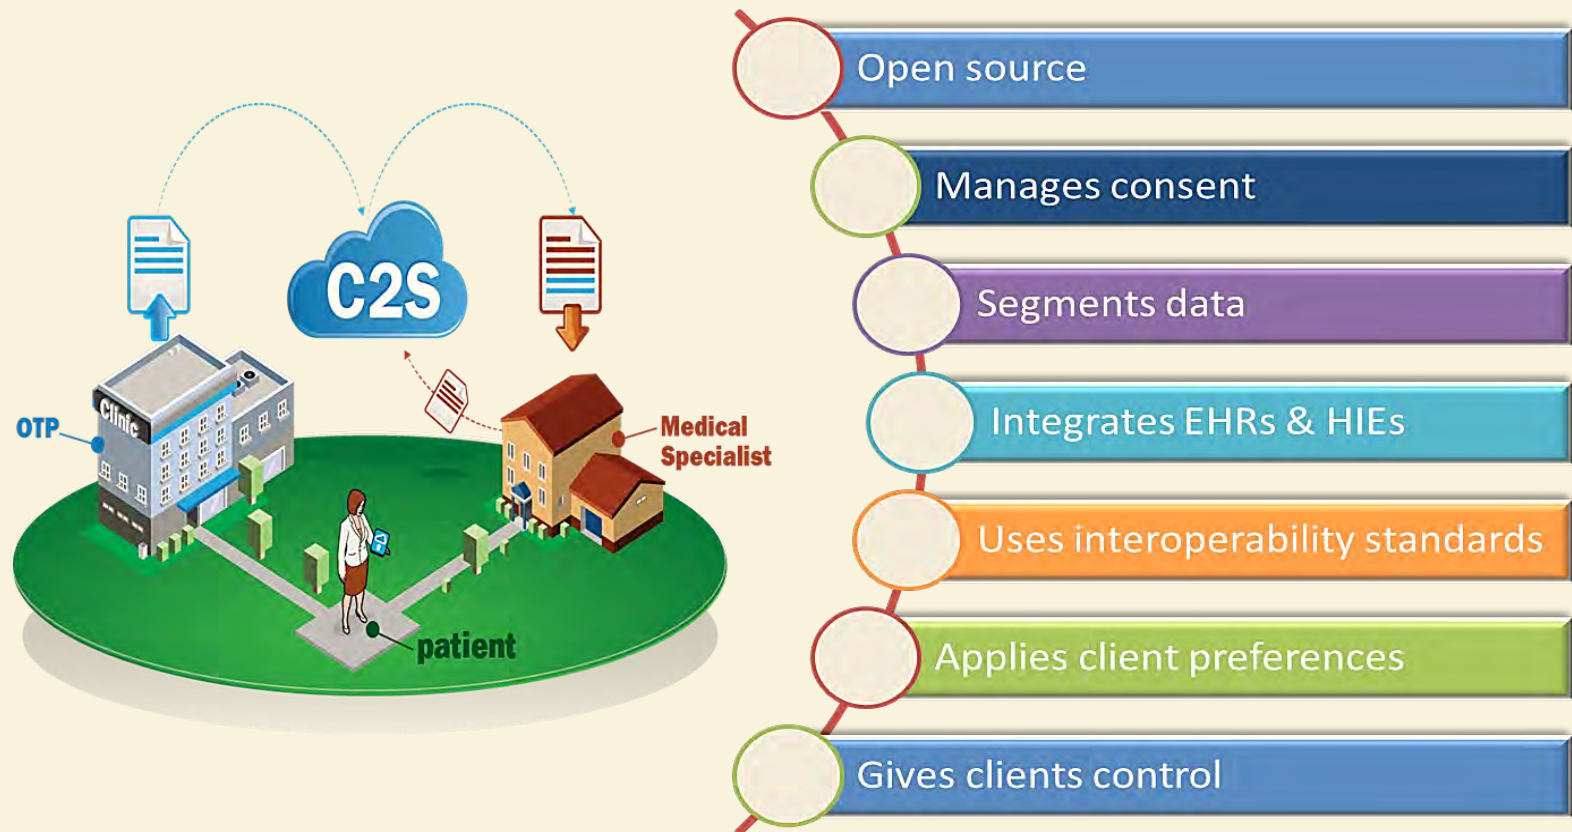 C2S
Clinic
OTP
Medical
Specialist
patient
Open source
Manages consent
Segments data
Integrates EHRs & HIEs
Uses interoperability standards
Applies client preferences
Gives clients control